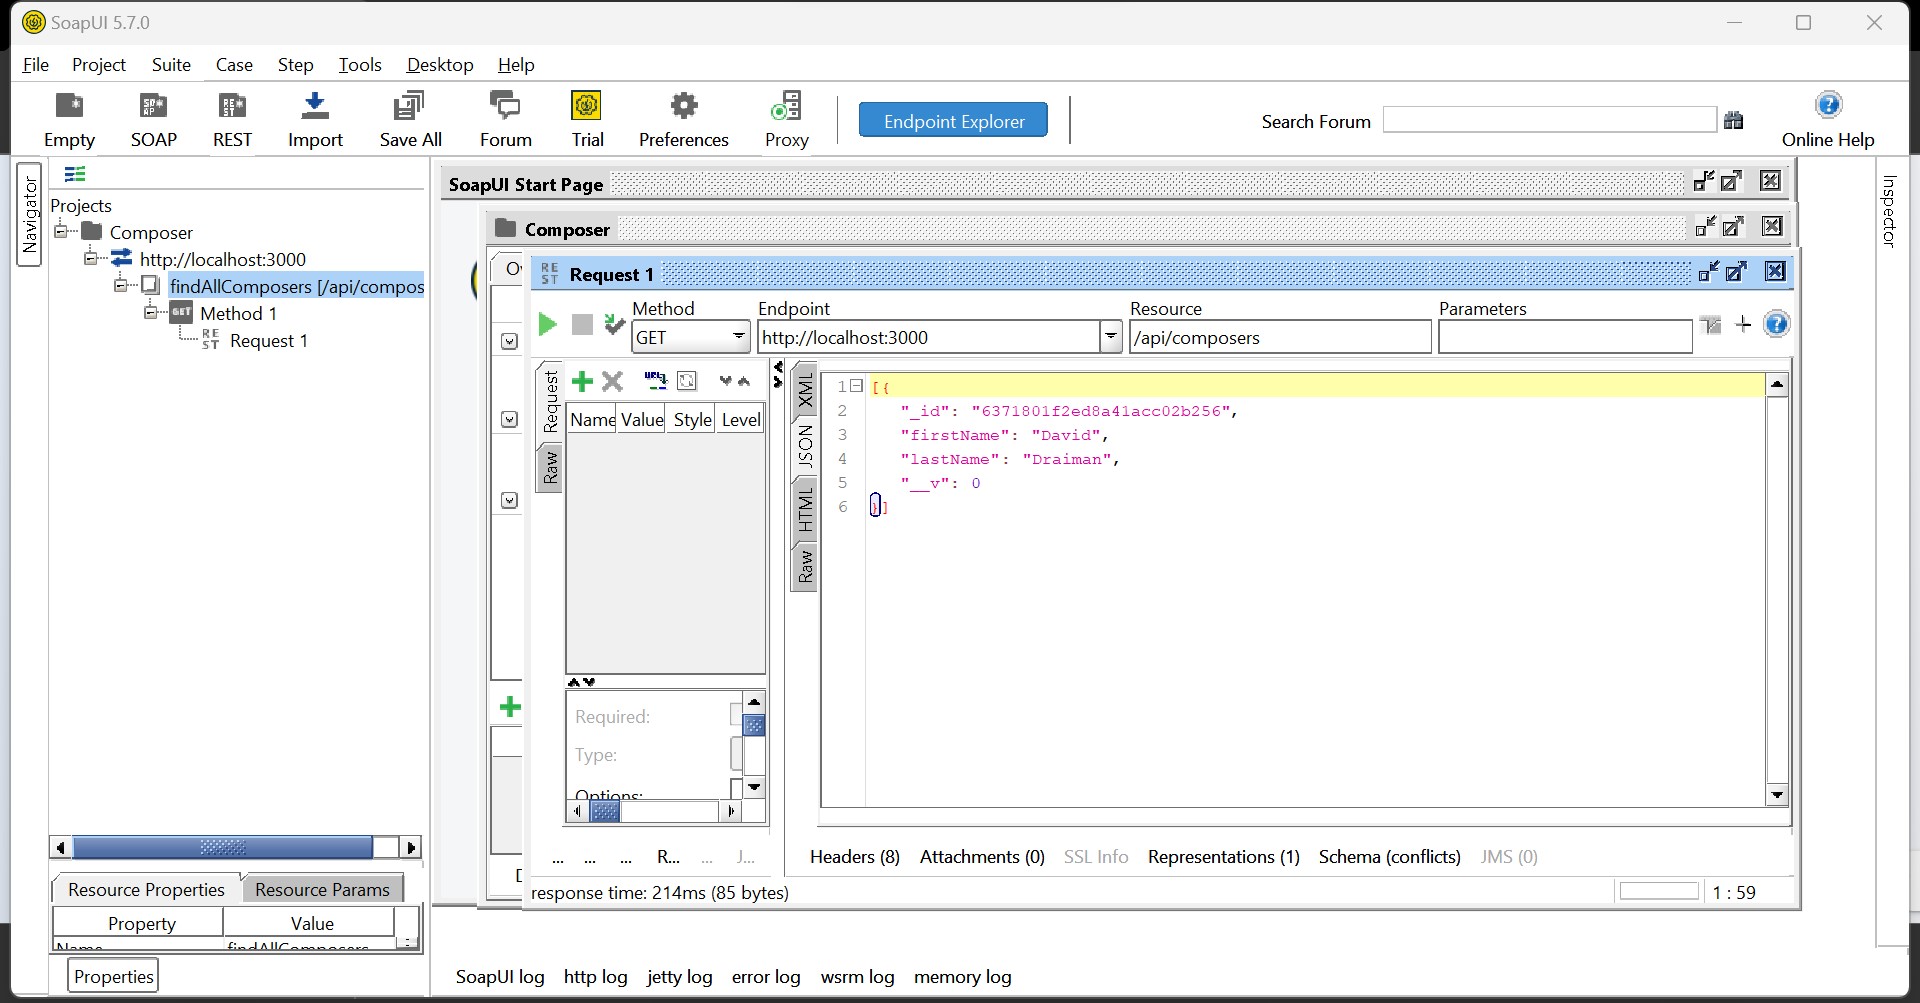 SoapUI 5.7.0
File Project Suite Case Step Tools Desktop Help
Empty SOAP REST Import Save All Forum Trial Preferences Proxy Endpoint Explorer Search Forum Online Help
Navigator
Projects
Composer
http://localhost:3000
findAllComposers [/api/compos
GET Method 1
REST Request 1
Resource Properties Resource Params
Property Value
Name findAllComposers
Properties
SoapUI Start Page
Composer
REST Request 1
Method Endpoint Resource Parameters
GET http://localhost:3000 /api/composers
Request
Raw
Name Value Style Level
Required:
Type:
Options:
... ... ... R... ... J...
XML
JSON
HTML
Raw
1 [{
2 "_id": "6371801f2ed8a41acc02b256",
3 "firstName": "David",
4 "lastName": "Draiman",
5 "__v": 0
6 }]
Headers (8) Attachments (0) SSL Info Representations (1) Schema (conflicts) JMS (0)
response time: 214ms (85 bytes) 1 : 59
Inspector
SoapUI log http log jetty log error log wsrm log memory log